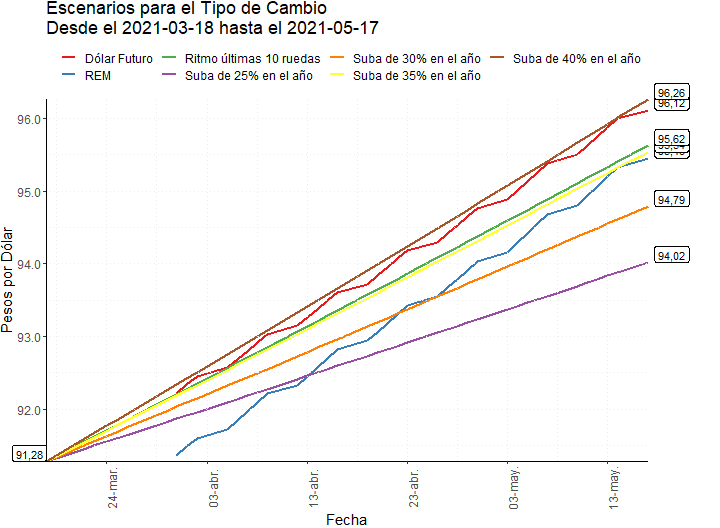 Escenarios para el Tipo de Cambio
Desde el 2021-03-18 hasta el 2021-05-17
Dólar Futuro
Ritmo últimas 10 ruedas
Suba de 30% en el año
Suba de 40% en el año
REM
Suba de 25% en el año
Suba de 35% en el año
96,26
96,12
96.0
95,62
95.0
94,79
94,02
94.0
93.0
92.0
91,28
Pesos por Dólar
24-mar.
03-abr.
13-abr.
23-abr.
03-may.
13-may.
Fecha